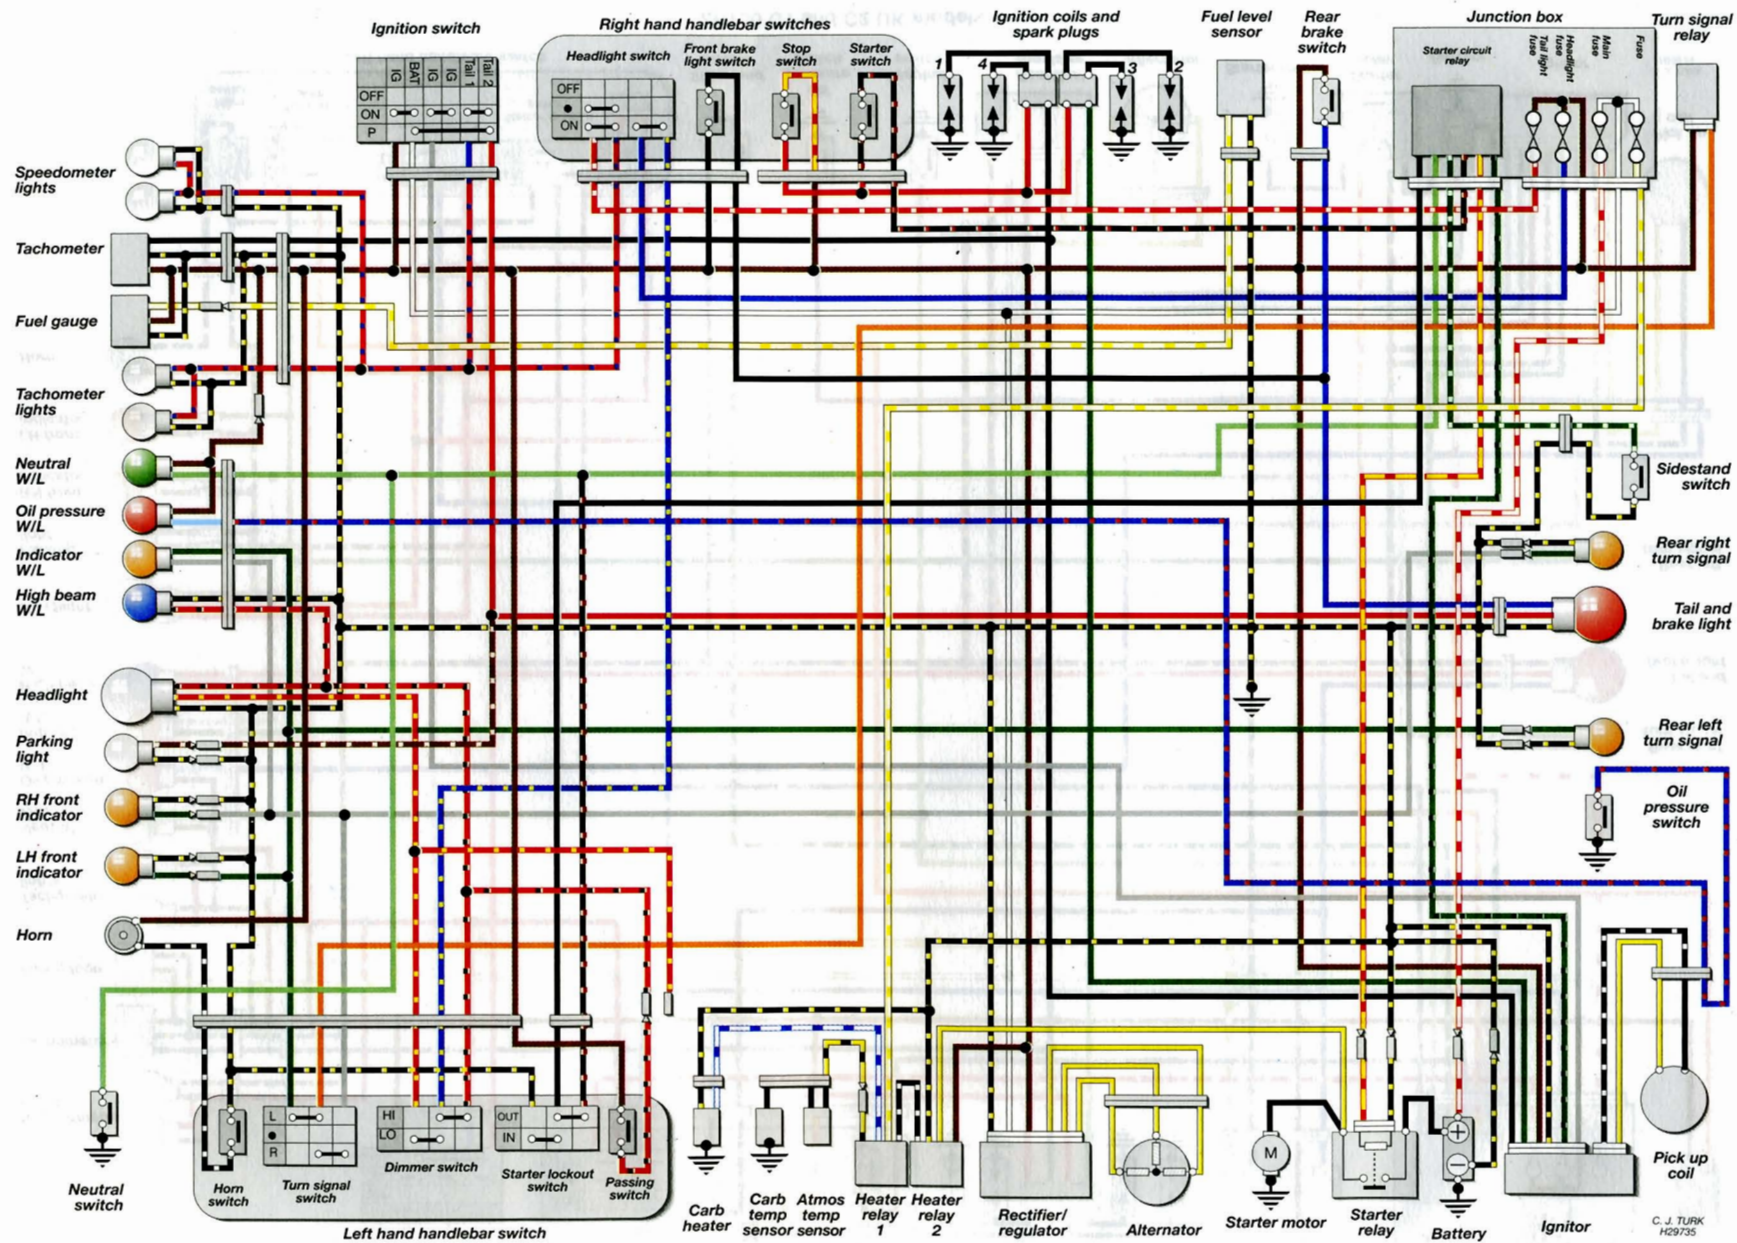 Ignition switch
Right hand handlebar switches
Ignition coils and
spark plugs
Fuel level
sensor
Rear
brake
switch
Junction box
Turn signal
relay
IG
BAT
IG
IG
Tail 1
Tail 2
OFF
ON
P
Headlight switch
OFF
ON
Front brake
light switch
Stop
switch
Starter
switch
1
4
3
2
Starter circuit
relay
Tail light
fuse
Headlight
fuse
Main
fuse
Fuse
Speedometer
lights
Tachometer
Fuel gauge
Tachometer
lights
Neutral
W/L
Oil pressure
W/L
Indicator
W/L
High beam
W/L
Headlight
Parking
light
RH front
indicator
LH front
indicator
Horn
Sidestand
switch
Rear right
turn signal
Tail and
brake light
Rear left
turn signal
Oil
pressure
switch
Neutral
switch
Horn
switch
L
R
Turn signal
switch
HI
LO
Dimmer switch
OUT
IN
Starter lockout
switch
Passing
switch
Left hand handlebar switch
Carb
heater
Carb
temp
sensor
Atmos
temp
sensor
Heater
relay
1
Heater
relay
2
Rectifier/
regulator
Alternator
M
Starter motor
Starter
relay
+
−
Battery
Ignitor
Pick up
coil
C. J. TURK
H29735